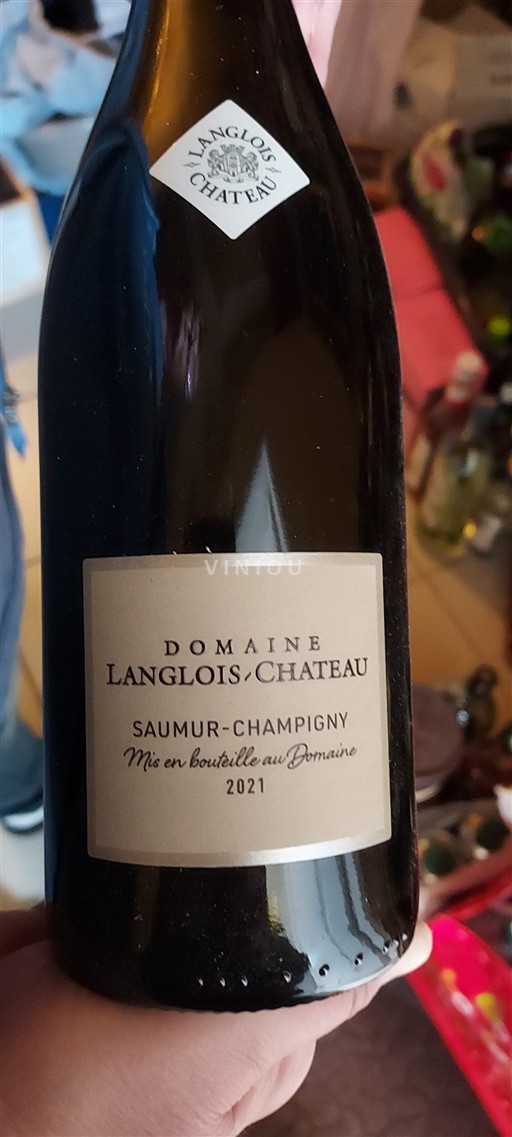 LANGLOIS
CHATEAU
VINIOU
DOMAINE
LANGLOIS-CHATEAU
SAUMUR-CHAMPIGNY
Mis en bouteille au Domaine
2021